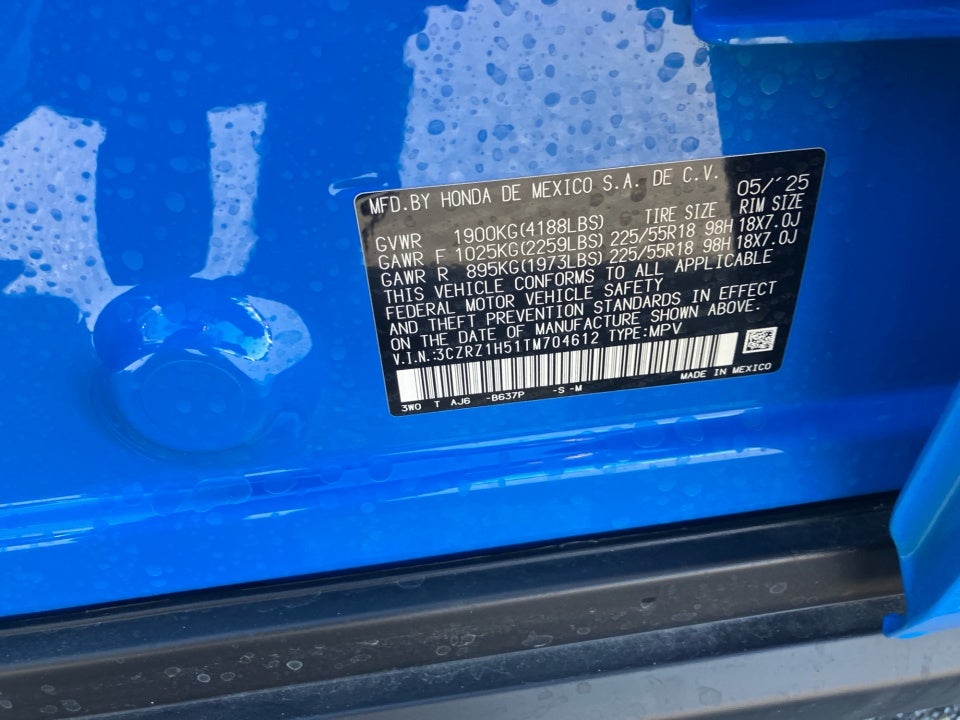 MFD.BY HONDA DE MEXICO S.A. DE C.V. 05/'25
TIRE SIZE RIM SIZE
GVWR 1900KG(4188LBS)
GAWR F 1025KG(2259LBS) 225/55R18 98H 18X7.0J
GAWR R 895KG(1973LBS) 225/55R18 98H 18X7.0J
THIS VEHICLE CONFORMS TO ALL APPLICABLE
FEDERAL MOTOR VEHICLE SAFETY
AND THEFT PREVENTION STANDARDS IN EFFECT
ON THE DATE OF MANUFACTURE SHOWN ABOVE.
V.I.N.:3CZRZ1H51TM704612 TYPE:MPV
MADE IN MEXICO
3W0 T AJ6 -B637P -S -M